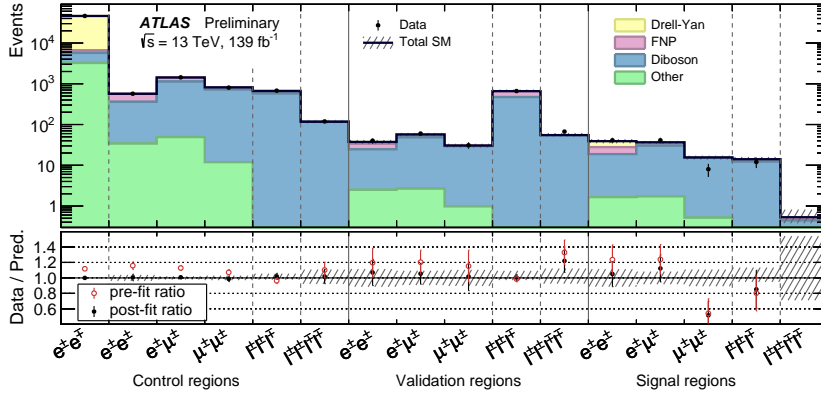 Events
10⁴
10³
10²
10
1
ATLAS Preliminary
√s = 13 TeV, 139 fb⁻¹
Data
Total SM
Drell-Yan
FNP
Diboson
Other
Data / Pred.
1.4
1.2
1.0
0.8
0.6
pre-fit ratio
post-fit ratio
e±e∓ e±e± e±μ± μ±μ± l±l±l∓ l±l±l∓l∓ e±e± e±μ± μ±μ± l±l±l∓ l±l±l∓l∓ e±e± e±μ± μ±μ± l±l±l∓ l±l±l∓l∓
Control regions Validation regions Signal regions